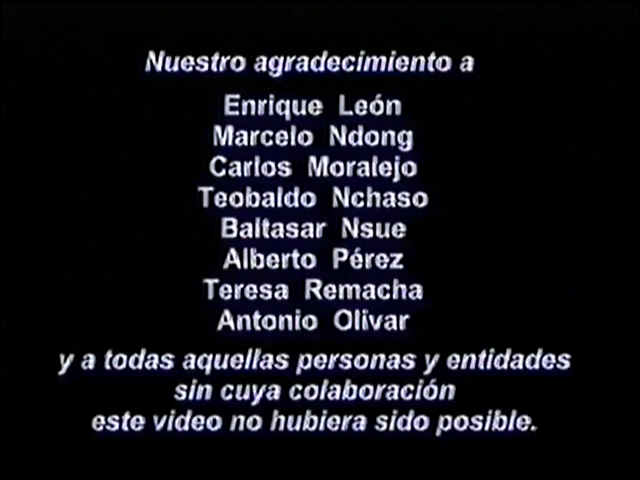 Nuestro agradecimiento a
Enrique León
Marcelo Ndong
Carlos Moralejo
Teobaldo Nchaso
Baltasar Nsue
Alberto Pérez
Teresa Remacha
Antonio Olivar
y a todas aquellas personas y entidades
sin cuya colaboración
este video no hubiera sido posible.